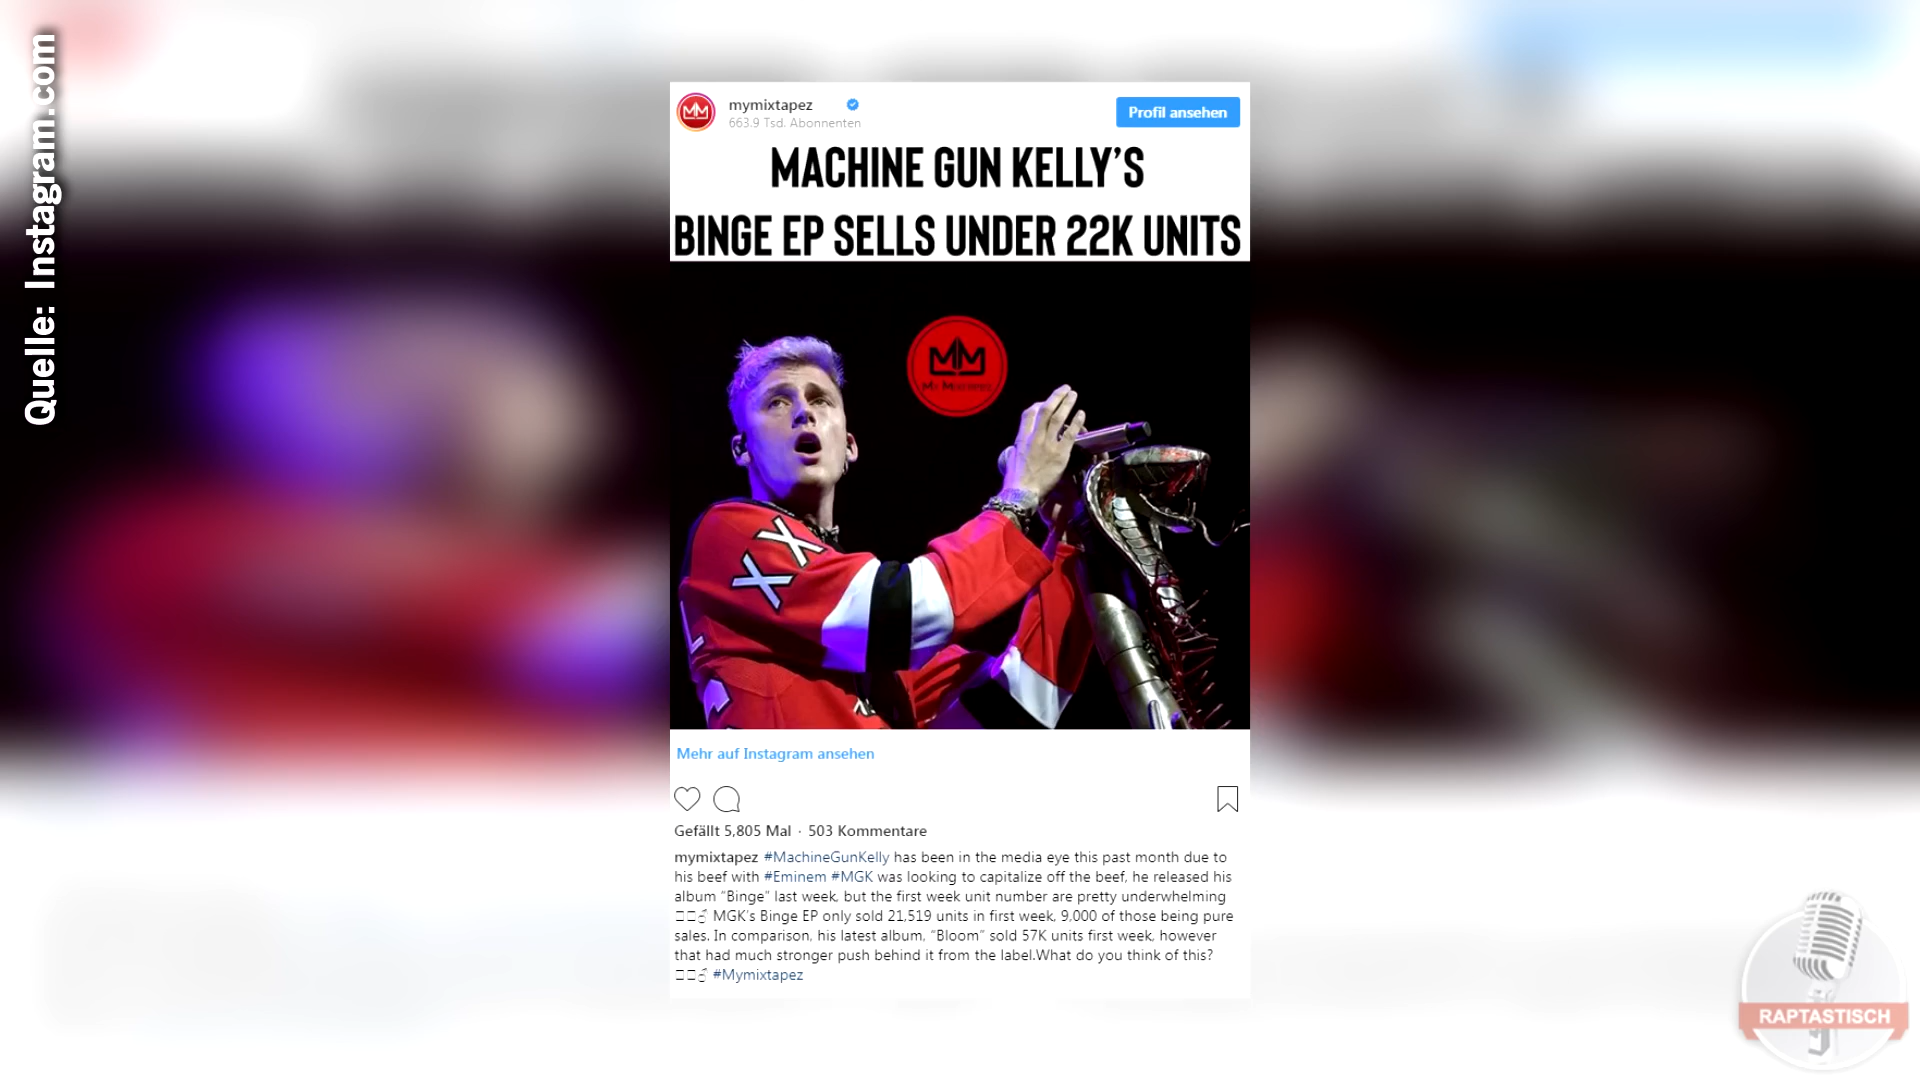 Quelle: Instagram.com
mymixtapez
663.9 Tsd. Abonnenten
Profil ansehen
MACHINE GUN KELLY'S
BINGE EP SELLS UNDER 22K UNITS
MM
XX
Mehr auf Instagram ansehen
Gefällt 5,805 Mal · 503 Kommentare
mymixtapez #MachineGunKelly has been in the media eye this past month due to
his beef with #Eminem #MGK was looking to capitalize off the beef, he released his
album “Binge” last week, but the first week unit number are pretty underwhelming
MGK's Binge EP only sold 21,519 units in first week, 9,000 of those being pure
sales. In comparison, his latest album, “Bloom” sold 57K units first week, however
that had much stronger push behind it from the label.What do you think of this?
#Mymixtapez
RAPTASTISCH